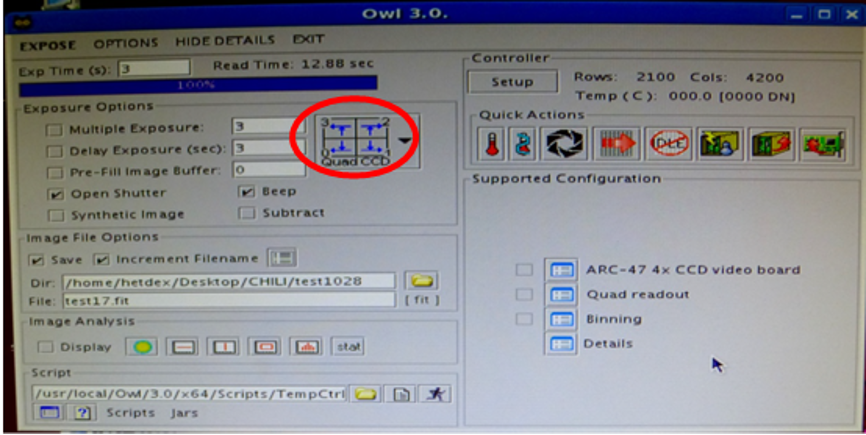 Owl 3.0.
EXPOSE OPTIONS HIDE DETAILS EXIT
Exp Time (s): 3 Read Time: 12.88 sec
100%
Exposure Options
Multiple Exposure: 3
Delay Exposure (sec): 3
Pre-Fill Image Buffer: 0
Open Shutter Beep
Synthetic Image Subtract
3 2
0 1
Quad CCD
Image File Options
Save Increment Filename
Dir: /home/hetdex/Desktop/CHILI/test1028
File: test17.fit [ fit ]
Image Analysis
Display stat
Script
/usr/local/Owl/3.0/x64/Scripts/TempCtrl
Scripts Jars
Controller
Setup Rows: 2100 Cols: 4200
Temp ( C ): 000.0 [0000 DN]
Quick Actions
IDLE
Supported Configuration
ARC-47 4x CCD video board
Quad readout
Binning
Details